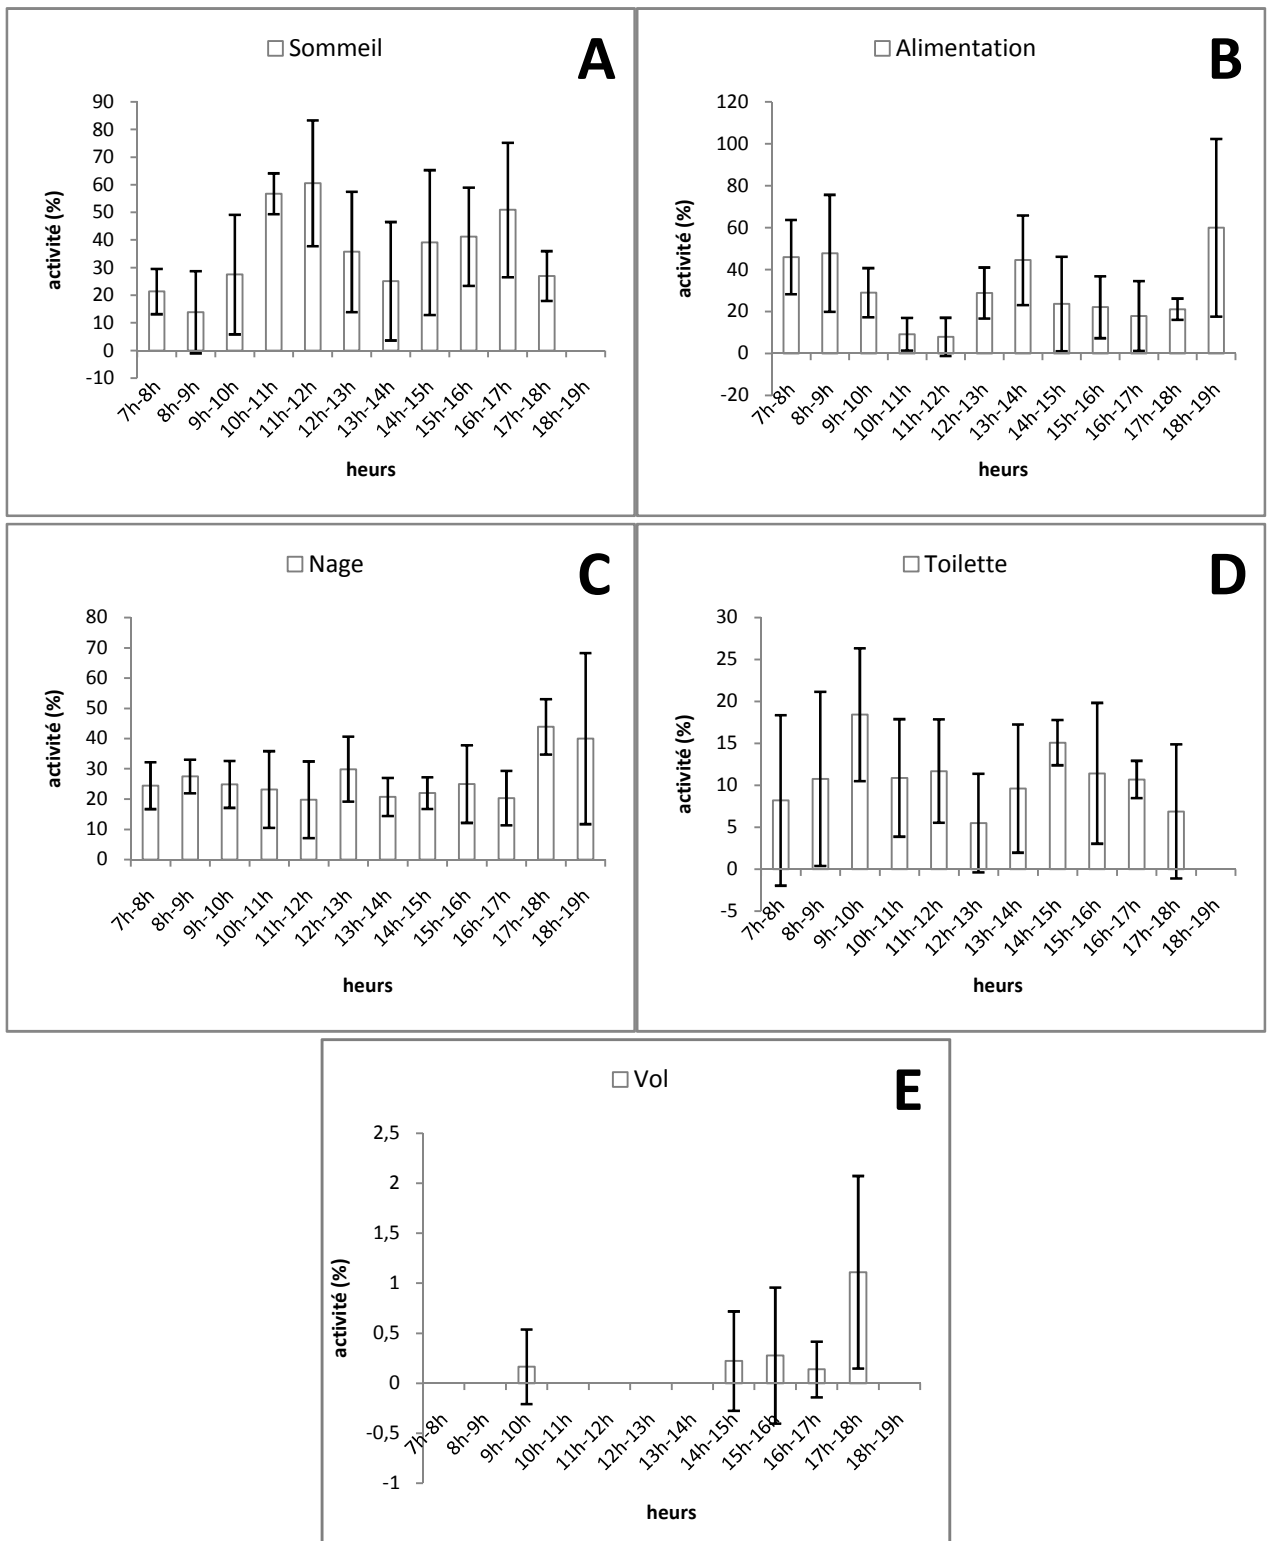 Sommeil
A
90
80
70
60
50
40
30
20
10
0
-10
activité (%)
7h-8h
8h-9h
9h-10h
10h-11h
11h-12h
12h-13h
13h-14h
14h-15h
15h-16h
16h-17h
17h-18h
18h-19h
heurs
Alimentation
B
120
100
80
60
40
20
0
-20
activité (%)
7h-8h
8h-9h
9h-10h
10h-11h
11h-12h
12h-13h
13h-14h
14h-15h
15h-16h
16h-17h
17h-18h
18h-19h
heurs
Nage
C
80
70
60
50
40
30
20
10
0
activité (%)
7h-8h
8h-9h
9h-10h
10h-11h
11h-12h
12h-13h
13h-14h
14h-15h
15h-16h
16h-17h
17h-18h
18h-19h
heurs
Toilette
D
30
25
20
15
10
5
0
-5
activité (%)
7h-8h
8h-9h
9h-10h
10h-11h
11h-12h
12h-13h
13h-14h
14h-15h
15h-16h
16h-17h
17h-18h
18h-19h
heurs
Vol
E
2,5
2
1,5
1
0,5
0
-0,5
-1
activité (%)
7h-8h
8h-9h
9h-10h
10h-11h
11h-12h
12h-13h
13h-14h
14h-15h
15h-16h
16h-17h
17h-18h
18h-19h
heurs